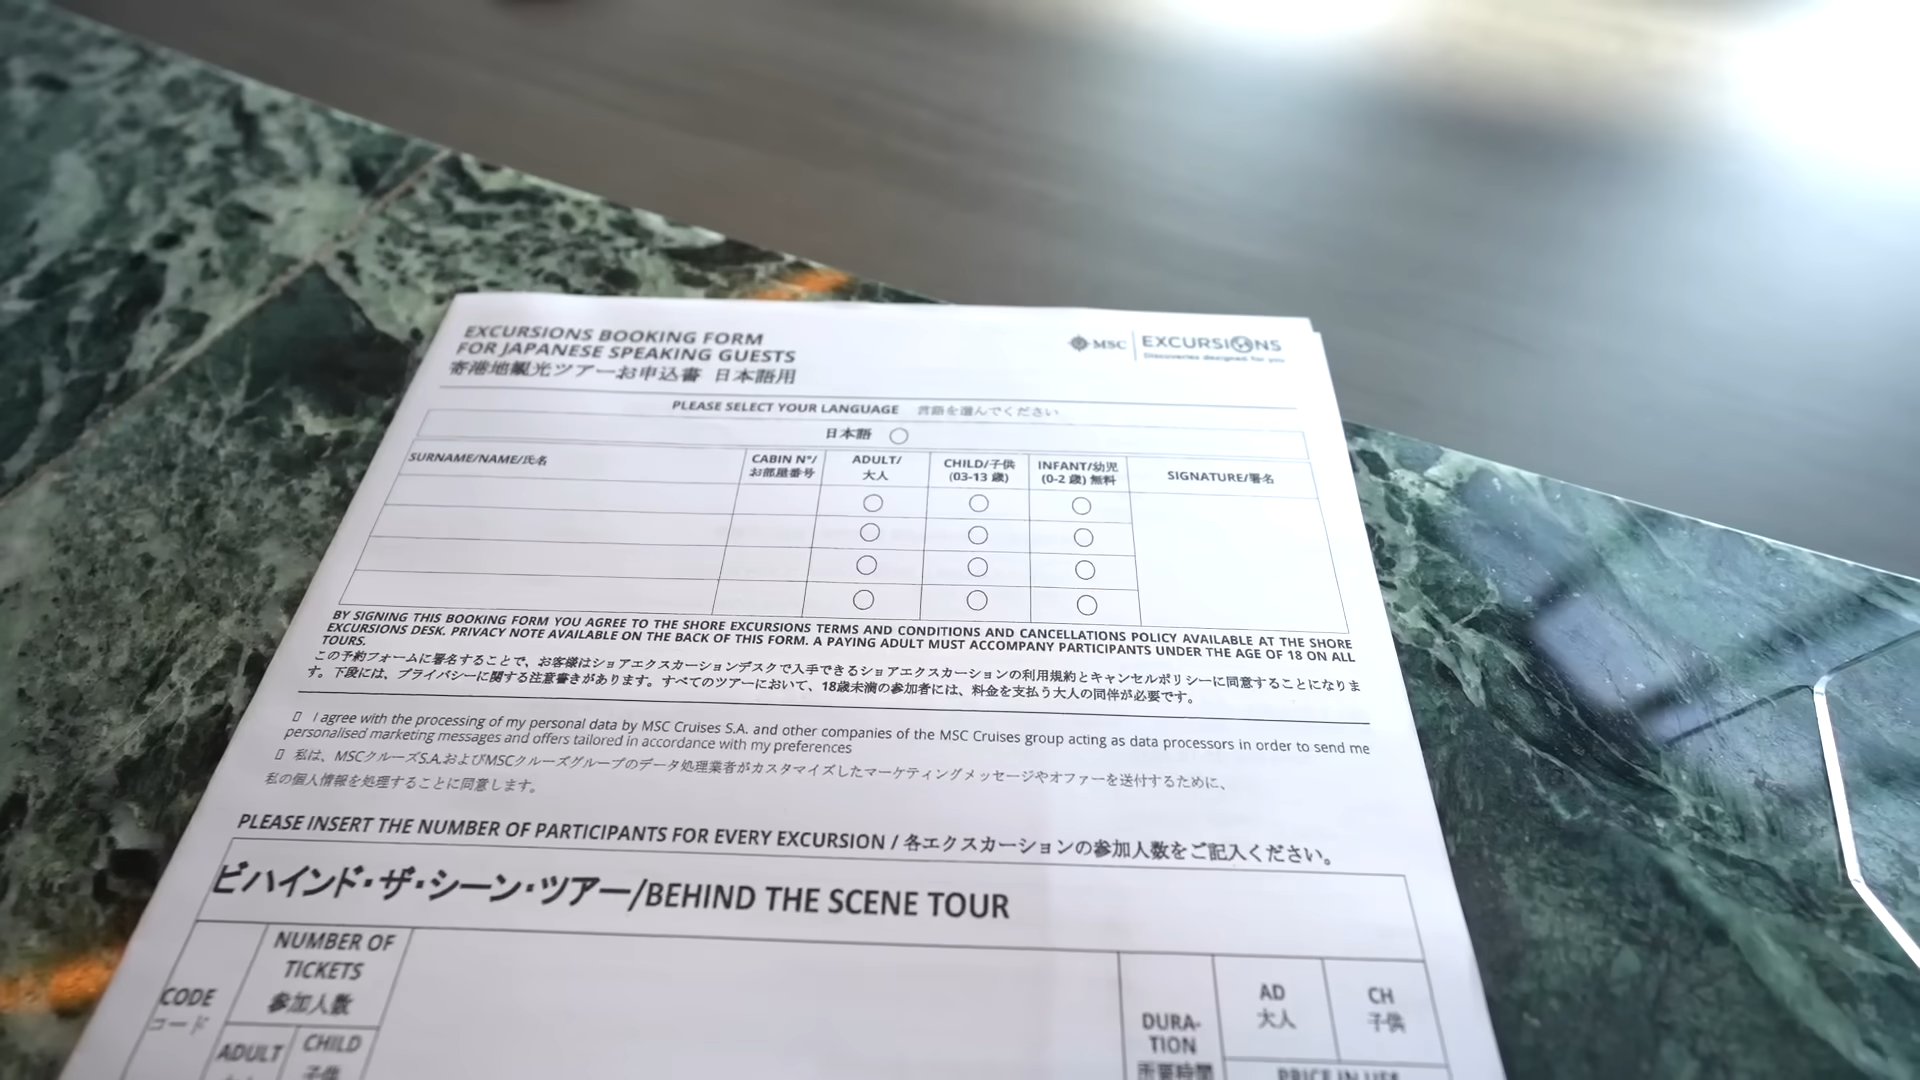 EXCURSIONS BOOKING FORM
FOR JAPANESE SPEAKING GUESTS
寄港地観光ツアーお申込書 日本語用
MSC EXCURSIONS
Discoveries designed for you
PLEASE SELECT YOUR LANGUAGE 言語を選んでください
日本語
SURNAME/NAME/氏名
CABIN N°/
お部屋番号
ADULT/
大人
CHILD/子供
(03-13 歳)
INFANT/幼児
(0-2 歳) 無料
SIGNATURE/署名
BY SIGNING THIS BOOKING FORM YOU AGREE TO THE SHORE EXCURSIONS TERMS AND CONDITIONS AND CANCELLATIONS POLICY AVAILABLE AT THE SHORE
EXCURSIONS DESK. PRIVACY NOTE AVAILABLE ON THE BACK OF THIS FORM. A PAYING ADULT MUST ACCOMPANY PARTICIPANTS UNDER THE AGE OF 18 ON ALL
TOURS.
この予約フォームに署名することで、お客様はショアエクスカーションデスクで入手できるショアエクスカーションの利用規約とキャンセルポリシーに同意することになりま
す。下段には、プライバシーに関する注意書きがあります。すべてのツアーにおいて、18歳未満の参加者には、料金を支払う大人の同伴が必要です。
I agree with the processing of my personal data by MSC Cruises S.A. and other companies of the MSC Cruises group acting as data processors in order to send me
personalised marketing messages and offers tailored in accordance with my preferences
私は、MSCクルーズS.A.およびMSCクルーズグループのデータ処理業者がカスタマイズしたマーケティングメッセージやオファーを送付するために、
私の個人情報を処理することに同意します。
PLEASE INSERT THE NUMBER OF PARTICIPANTS FOR EVERY EXCURSION / 各エクスカーションの参加人数をご記入ください。
ビハインド・ザ・シーン・ツアー/BEHIND THE SCENE TOUR
CODE
コード
NUMBER OF
TICKETS
参加人数
ADULT
CHILD
子供
DURA-
TION
所要時間
AD
大人
CH
子供
PRICE IN US$